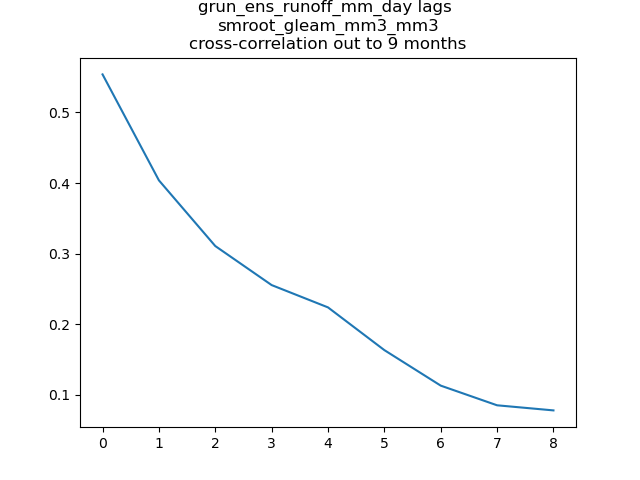 grun_ens_runoff_mm_day lags
smroot_gleam_mm3_mm3
cross-correlation out to 9 months
0.5
0.4
0.3
0.2
0.1
0 1 2 3 4 5 6 7 8